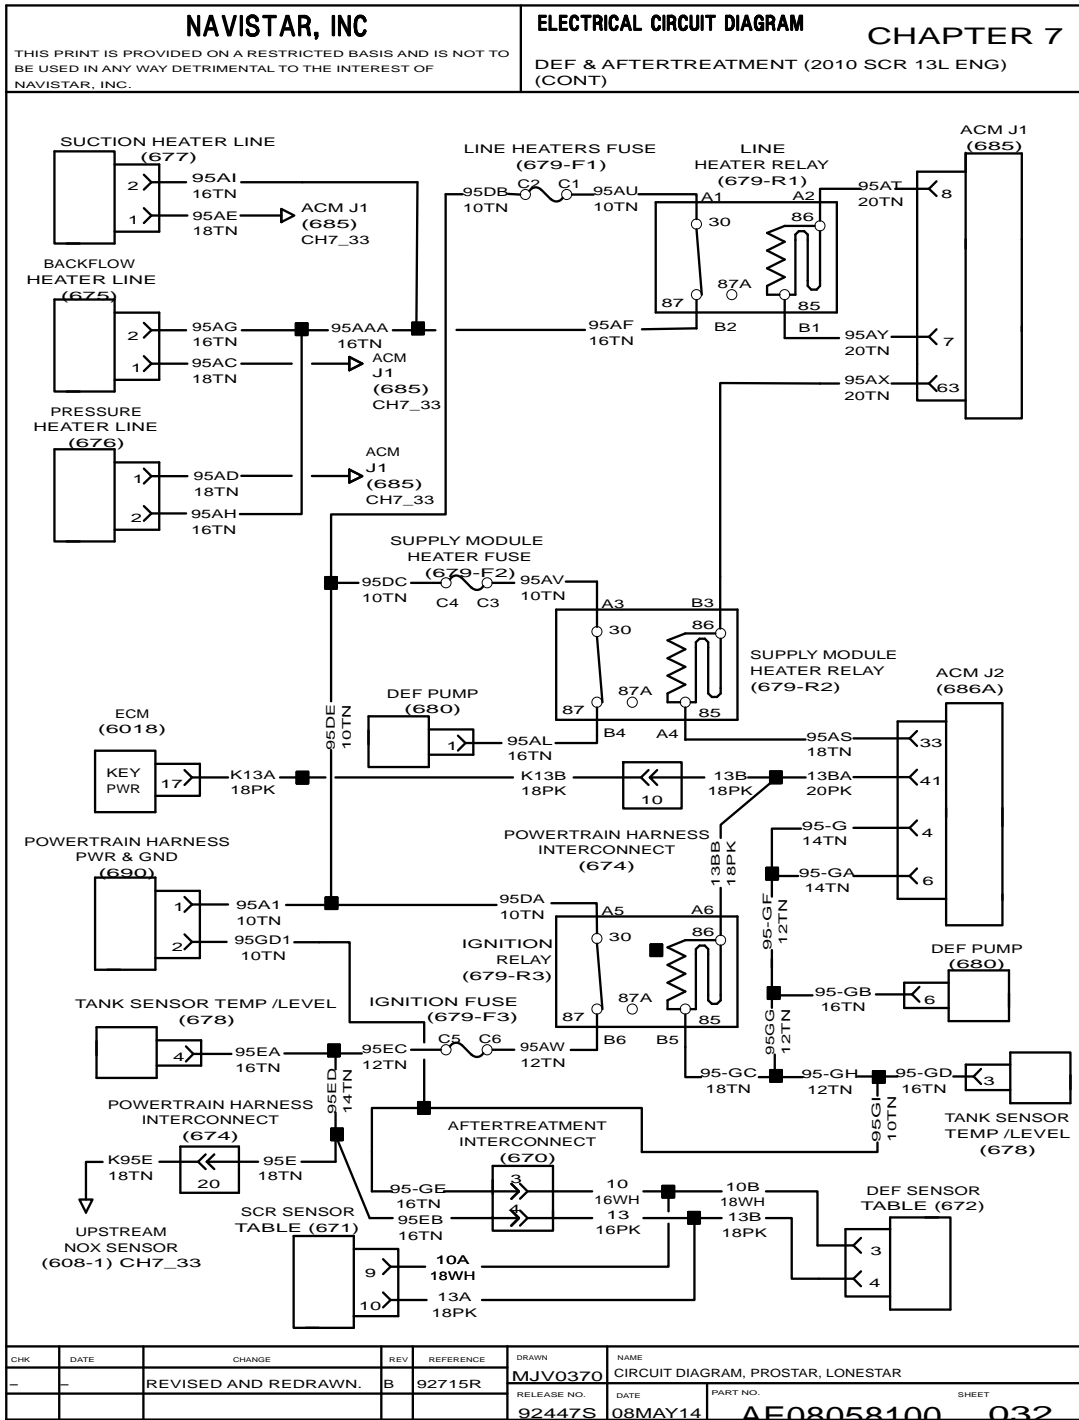 NAVISTAR, INC
THIS PRINT IS PROVIDED ON A RESTRICTED BASIS AND IS NOT TO
BE USED IN ANY WAY DETRIMENTAL TO THE INTEREST OF
NAVISTAR, INC.
ELECTRICAL CIRCUIT DIAGRAM
CHAPTER 7
DEF & AFTERTREATMENT (2010 SCR 13L ENG)
(CONT)
SUCTION HEATER LINE
(677)
2
95AI
16TN
1
95AE
18TN
ACM J1
(685)
CH7_33
LINE HEATERS FUSE
(679-F1)
95DB
10TN
C2
C1
95AU
10TN
LINE
HEATER RELAY
(679-R1)
A1
A2
30
86
87A
87
85
B2
B1
95AT
20TN
ACM J1
(685)
8
BACKFLOW
HEATER LINE
(675)
2
95AG
16TN
95AAA
16TN
95AF
16TN
95AY
20TN
7
1
95AC
18TN
ACM
J1
(685)
CH7_33
95AX
20TN
63
PRESSURE
HEATER LINE
(676)
1
95AD
18TN
ACM
J1
(685)
CH7_33
2
95AH
16TN
SUPPLY MODULE
HEATER FUSE
(679-F2)
95DC
10TN
C4
C3
95AV
10TN
A3
B3
30
86
87A
87
85
B4
A4
SUPPLY MODULE
HEATER RELAY
(679-R2)
ACM J2
(686A)
95DE
10TN
DEF PUMP
(680)
1
95AL
16TN
95AS
18TN
33
ECM
(6018)
KEY
PWR
17
K13A
18PK
K13B
18PK
10
13B
18PK
13BA
20PK
41
POWERTRAIN HARNESS
INTERCONNECT
(674)
13BB
18PK
95-G
14TN
4
95-GA
14TN
6
95-GF
12TN
POWERTRAIN HARNESS
PWR & GND
(690)
1
95A1
10TN
2
95GD1
10TN
95DA
10TN
A5
A6
30
86
87A
87
85
B6
B5
IGNITION
RELAY
(679-R3)
DEF PUMP
(680)
95-GB
16TN
6
95GG
12TN
TANK SENSOR TEMP /LEVEL
(678)
4
95EA
16TN
IGNITION FUSE
(679-F3)
95EC
12TN
C5
C6
95AW
12TN
95-GC
18TN
95-GH
12TN
95-GD
16TN
3
95GI
10TN
TANK SENSOR
TEMP /LEVEL
(678)
95ED
14TN
POWERTRAIN HARNESS
INTERCONNECT
(674)
K95E
18TN
20
95E
18TN
UPSTREAM
NOX SENSOR
(608-1) CH7_33
AFTERTREATMENT
INTERCONNECT
(670)
95-GE
16TN
3
10
16WH
10B
18WH
95EB
16TN
4
13
16PK
13B
18PK
DEF SENSOR
TABLE (672)
3
4
SCR SENSOR
TABLE (671)
9
10A
18WH
10
13A
18PK
CHK
DATE
CHANGE
REV
REFERENCE
–
–
REVISED AND REDRAWN.
B
92715R
DRAWN
MJV0370
NAME
CIRCUIT DIAGRAM, PROSTAR, LONESTAR
RELEASE NO.
92447S
DATE
08MAY14
PART NO.
AE08058100
SHEET
032